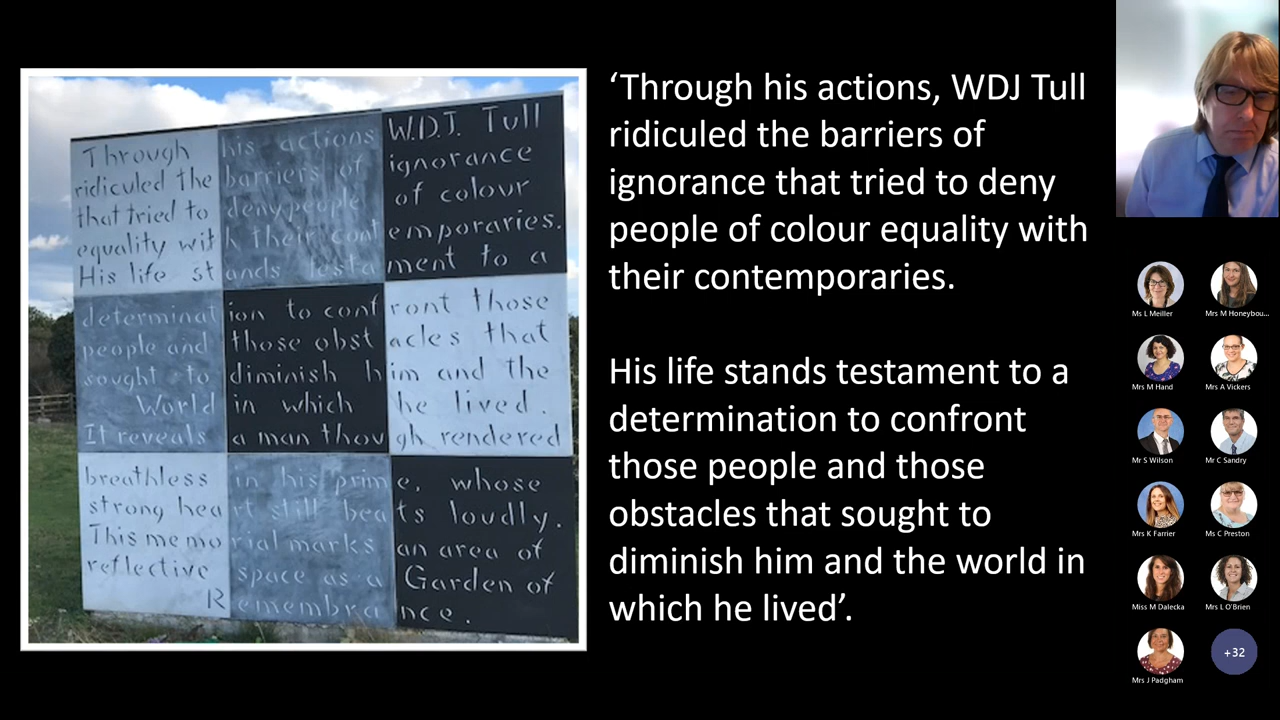 Through his actions W.D.J. Tull
ridiculed the barriers of ignorance
that tried to deny people of colour
equality with their contemporaries.
His life stands testament to a
determination to confront those
people and those obstacles that
sought to diminish him and the
World in which he lived.
It reveals a man though rendered
breathless in his prime, whose
strong heart still beats loudly.
This memorial marks an area of
reflective space as a Garden of
Remembrance.
‘Through his actions, WDJ Tull
ridiculed the barriers of
ignorance that tried to deny
people of colour equality with
their contemporaries.
His life stands testament to a
determination to confront
those people and those
obstacles that sought to
diminish him and the world in
which he lived’.
Ms L Meiller
Mrs M Honeybou...
Mrs M Hand
Mrs A Vickers
Mr S Wilson
Mr C Sandry
Mrs K Farrier
Ms C Preston
Miss M Dalecka
Mrs L O'Brien
Mrs J Padgham
+32